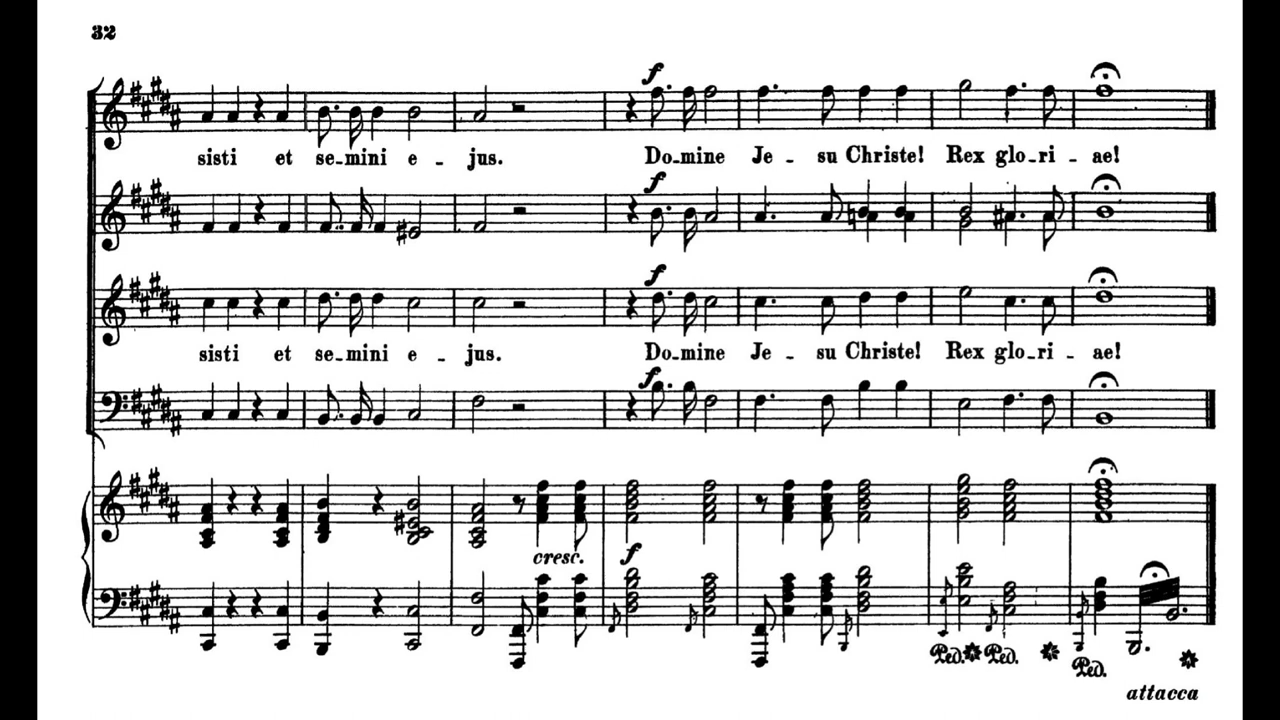 32
f
sisti et se-mini e - jus. Do-mine Je - su Christe! Rex glo-ri - ae!
f
f
sisti et se-mini e - jus. Do-mine Je - su Christe! Rex glo-ri - ae!
f
cresc. f
Ped. Ped. Ped.
attacca